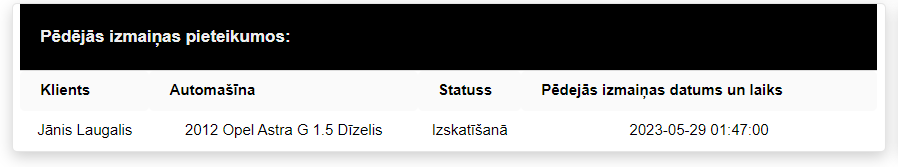 Pēdējās izmaiņas pieteikumos:
Klients Automašīna Statuss Pēdejās izmaiņas datums un laiks
Jānis Laugalis 2012 Opel Astra G 1.5 Dīzelis Izskatīšanā 2023-05-29 01:47:00